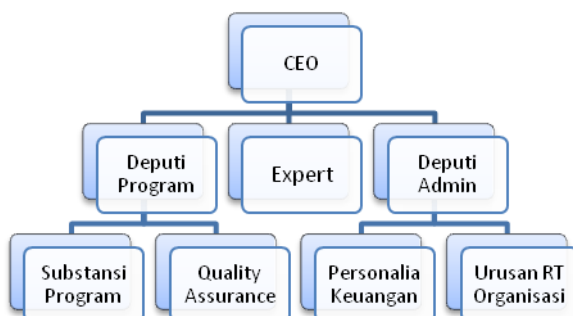 CEO
Deputi
Program
Expert
Deputi
Admin
Substansi
Program
Quality
Assurance
Personalia
Keuangan
Urusan RT
Organisasi